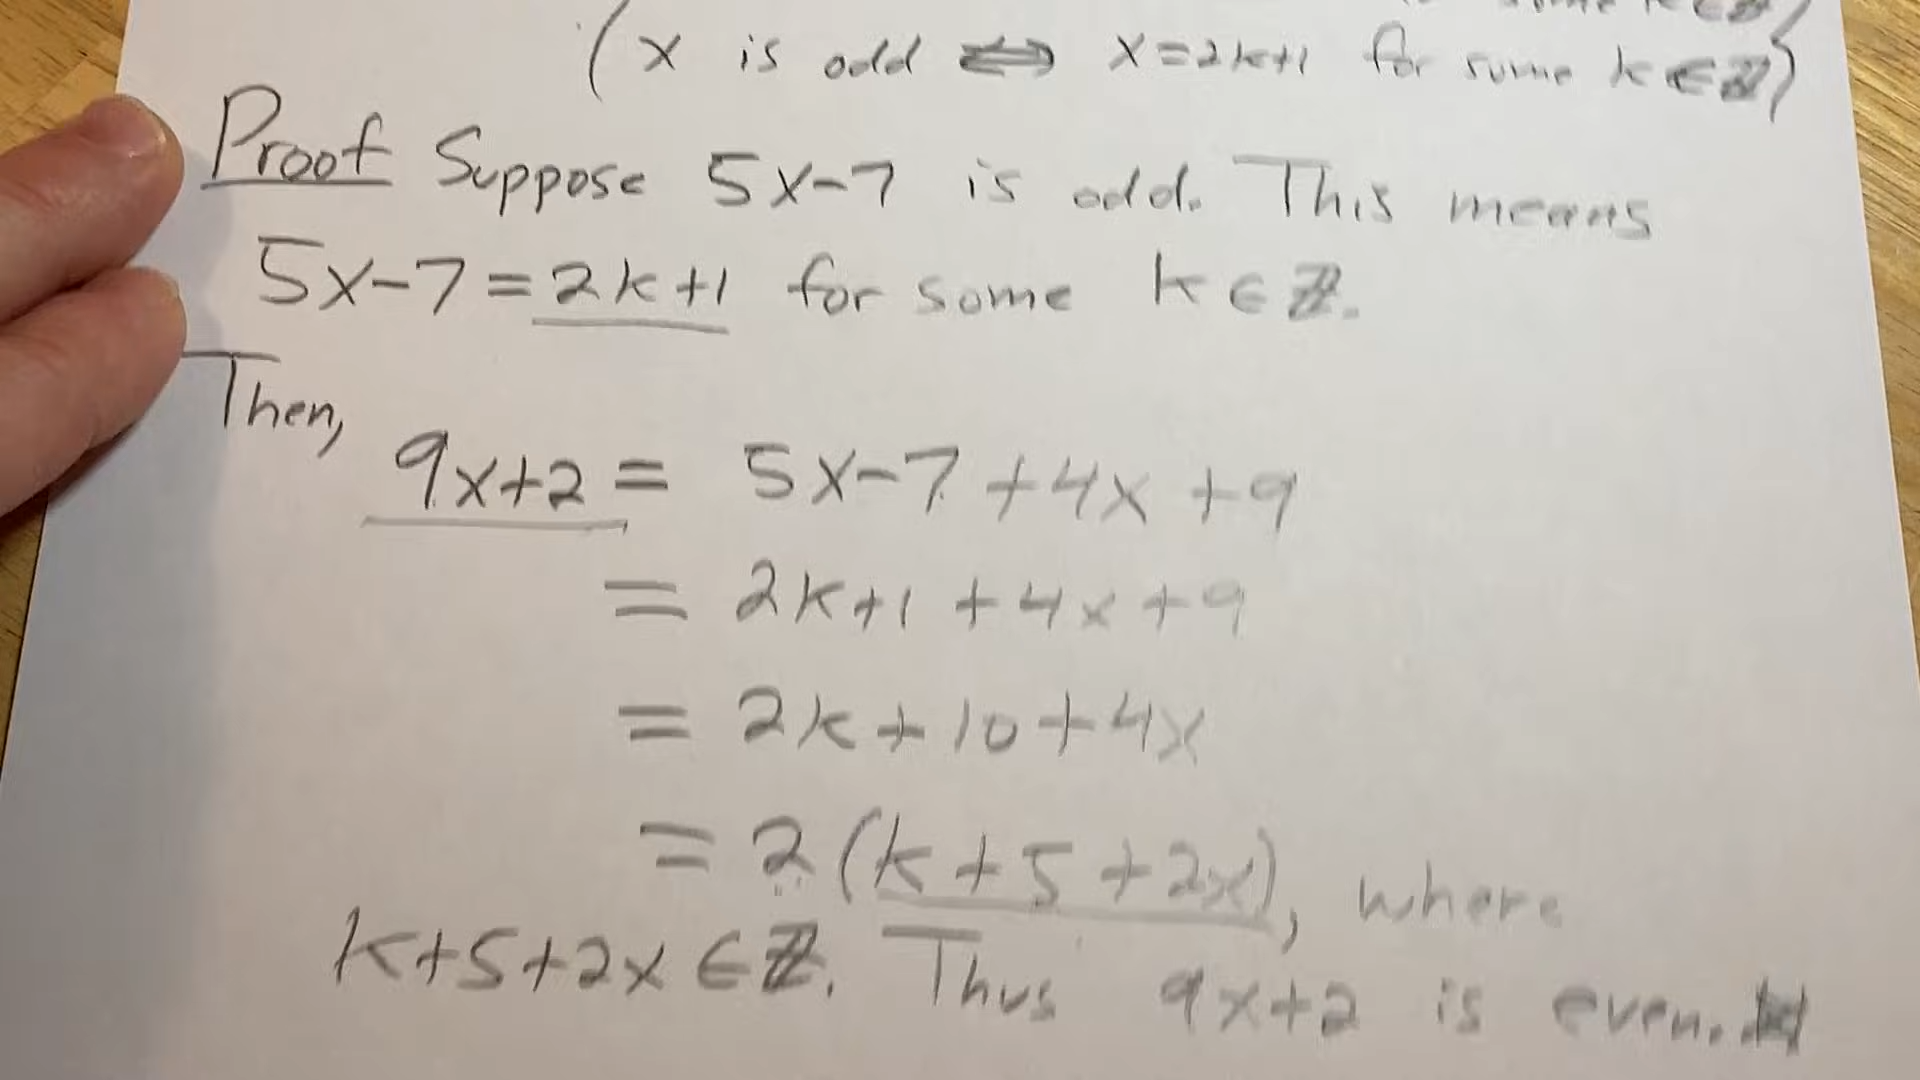 some k∈ℤ)
(x is odd ⟺ x=2k+1 for some k∈ℤ)
Proof Suppose 5x-7 is odd. This means
5x-7=2k+1 for some k∈ℤ.
Then,
9x+2 = 5x-7+4x+9
= 2k+1+4x+9
= 2k+10+4x
= 2(k+5+2x), where
k+5+2x∈ℤ. Thus 9x+2 is even.